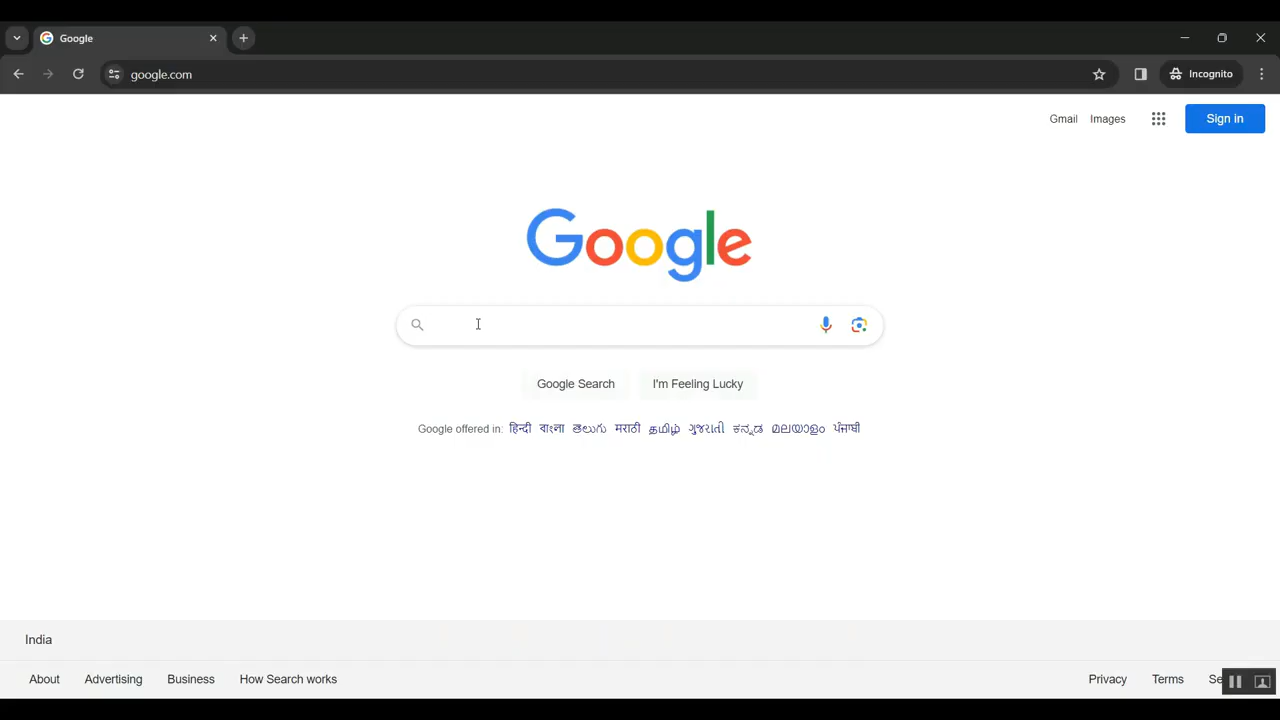 Google
google.com
Incognito
Gmail Images Sign in
Google
Google Search I'm Feeling Lucky
Google offered in: हिन्दी বাংলা తెలుగు मराठी தமிழ் ગુજરાતી ಕನ್ನಡ മലയാളം ਪੰਜਾਬੀ
India
About Advertising Business How Search works Privacy Terms Se